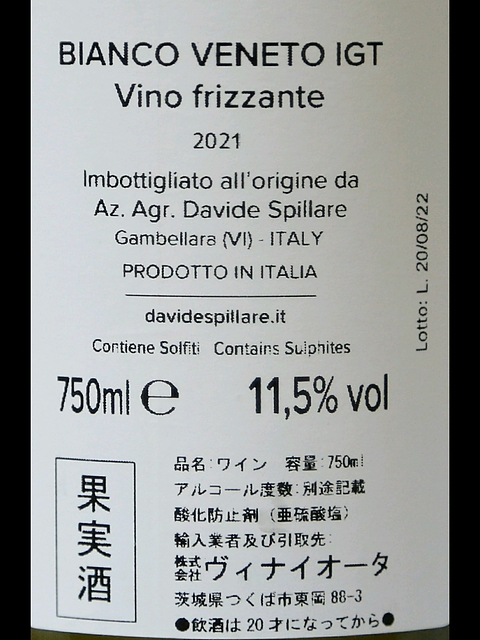 BIANCO VENETO IGT
Vino frizzante
2021
Imbottigliato all'origine da
Az. Agr. Davide Spillare
Gambellara (VI) - ITALY
PRODOTTO IN ITALIA
davidespillare.it
Contiene Solfiti Contains Sulphites
750ml e 11,5% vol
Lotto: L. 20/08/22
果実酒
品名:ワイン 容量:750ml
アルコール度数:別途記載
酸化防止剤(亜硫酸塩)
輸入業者及び引取先:
株式会社ヴィナイオータ
茨城県つくば市東岡 88-3
●飲酒は 20 才になってから●